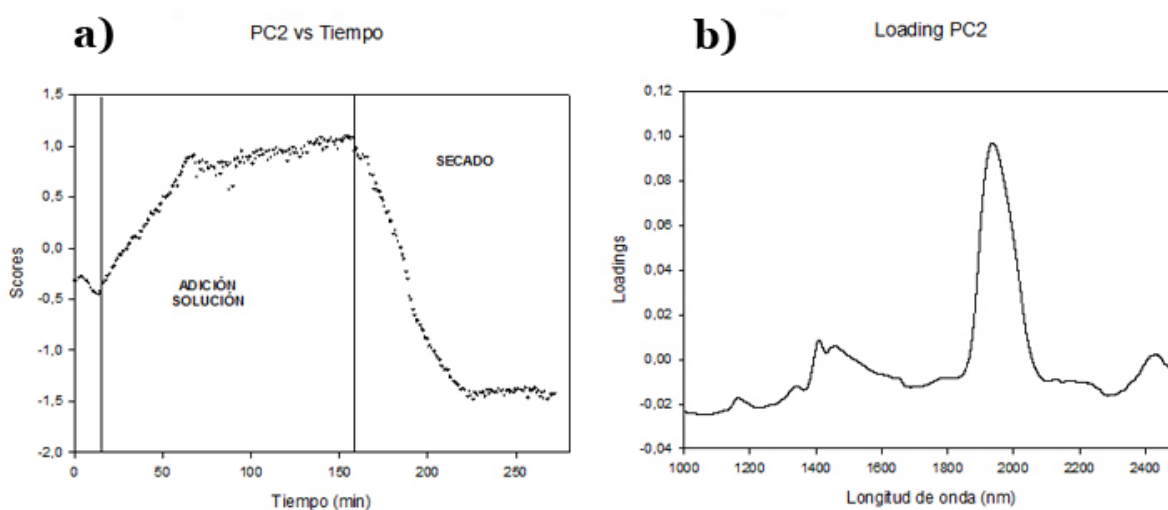 a)
PC2 vs Tiempo
1,5
1,0
0,5
0,0
-0,5
-1,0
-1,5
-2,0
Scores
SECADO
ADICIÓN
SOLUCIÓN
0 50 100 150 200 250
Tiempo (min)
b)
Loading PC2
0,12
0,10
0,08
0,06
0,04
0,02
0,00
-0,02
-0,04
Loadings
1000 1200 1400 1600 1800 2000 2200 2400
Longitud de onda (nm)